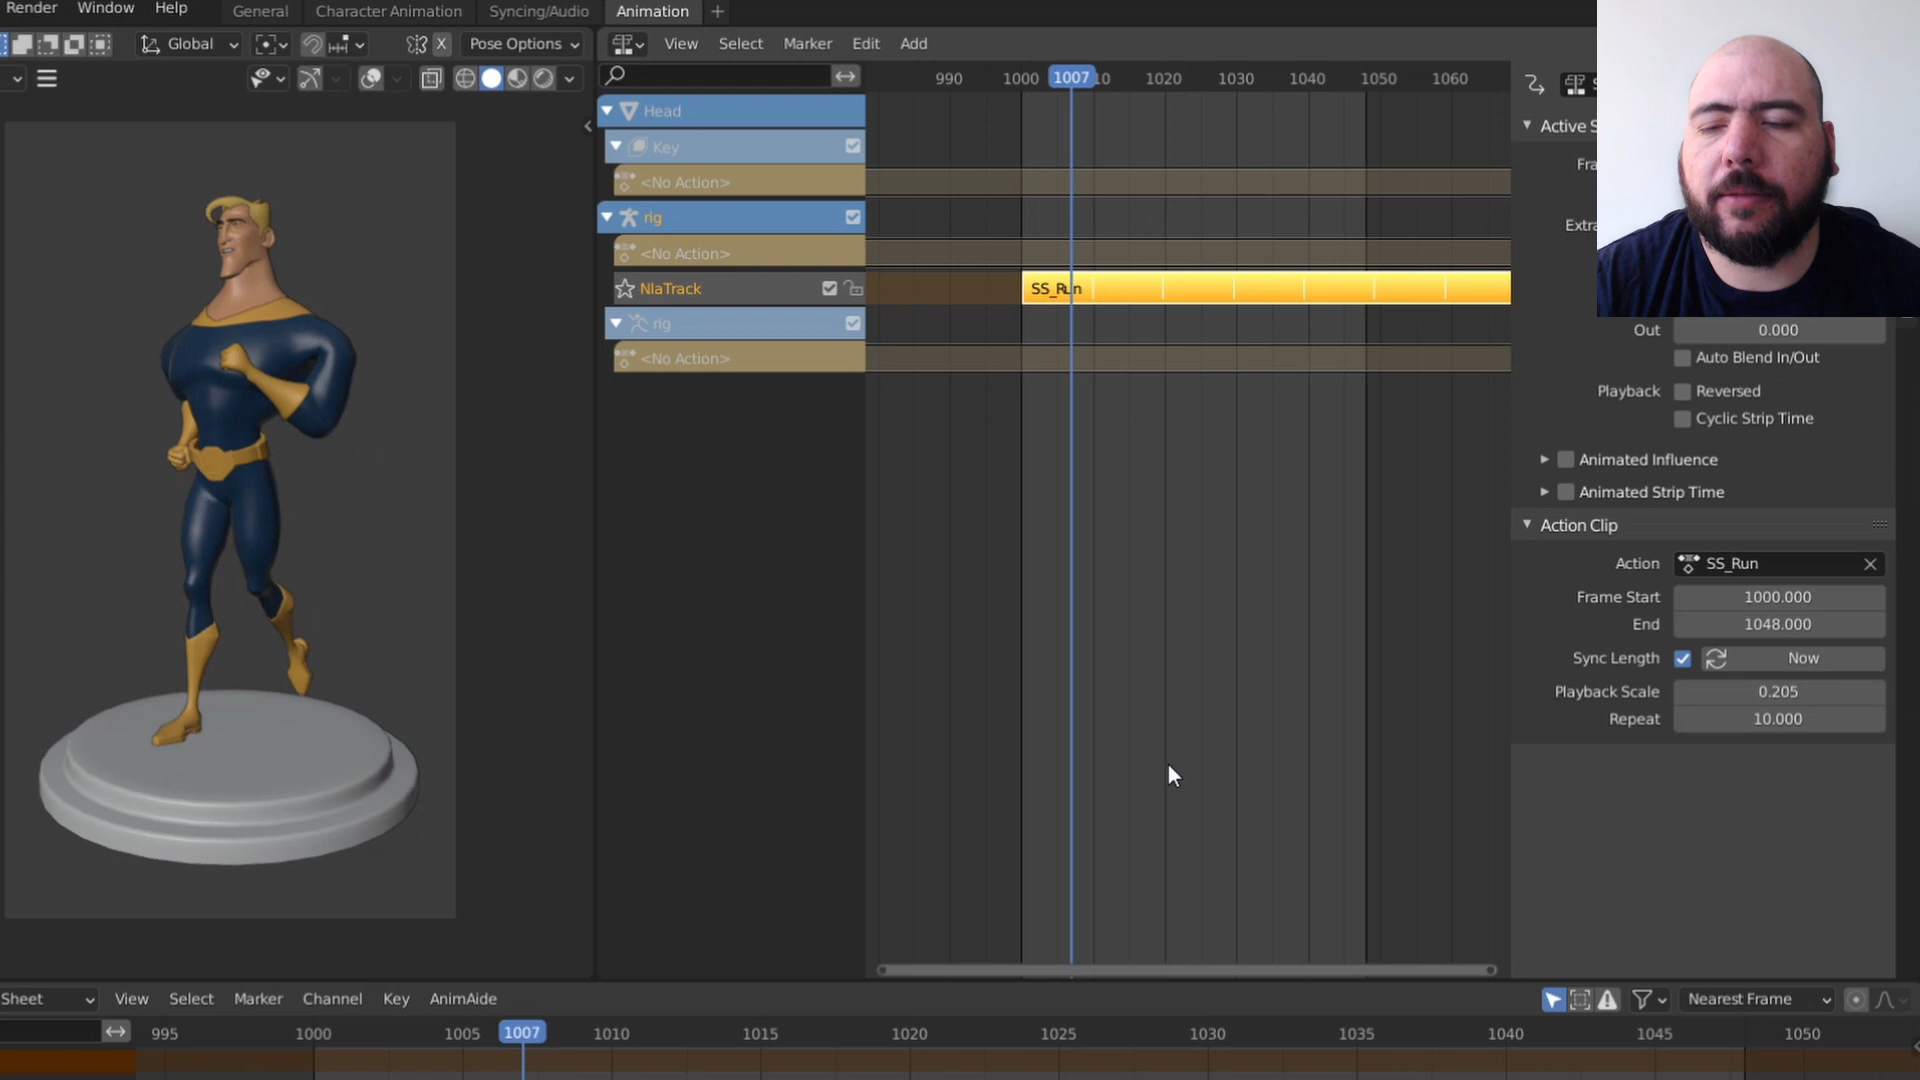 Render Window Help General Character Animation Syncing/Audio Animation +
Global X Pose Options View Select Marker Edit Add
990 1000 1007 10 1020 1030 1040 1050 1060
Head
Key
<No Action>
rig
<No Action>
NlaTrack
SS_Run
rig
<No Action>
Active S
Fra
Extra
Out 0.000
Auto Blend In/Out
Playback Reversed
Cyclic Strip Time
Animated Influence
Animated Strip Time
Action Clip
Action SS_Run
Frame Start 1000.000
End 1048.000
Sync Length Now
Playback Scale 0.205
Repeat 10.000
Sheet View Select Marker Channel Key AnimAide Nearest Frame
995 1000 1005 1007 1010 1015 1020 1025 1030 1035 1040 1045 1050